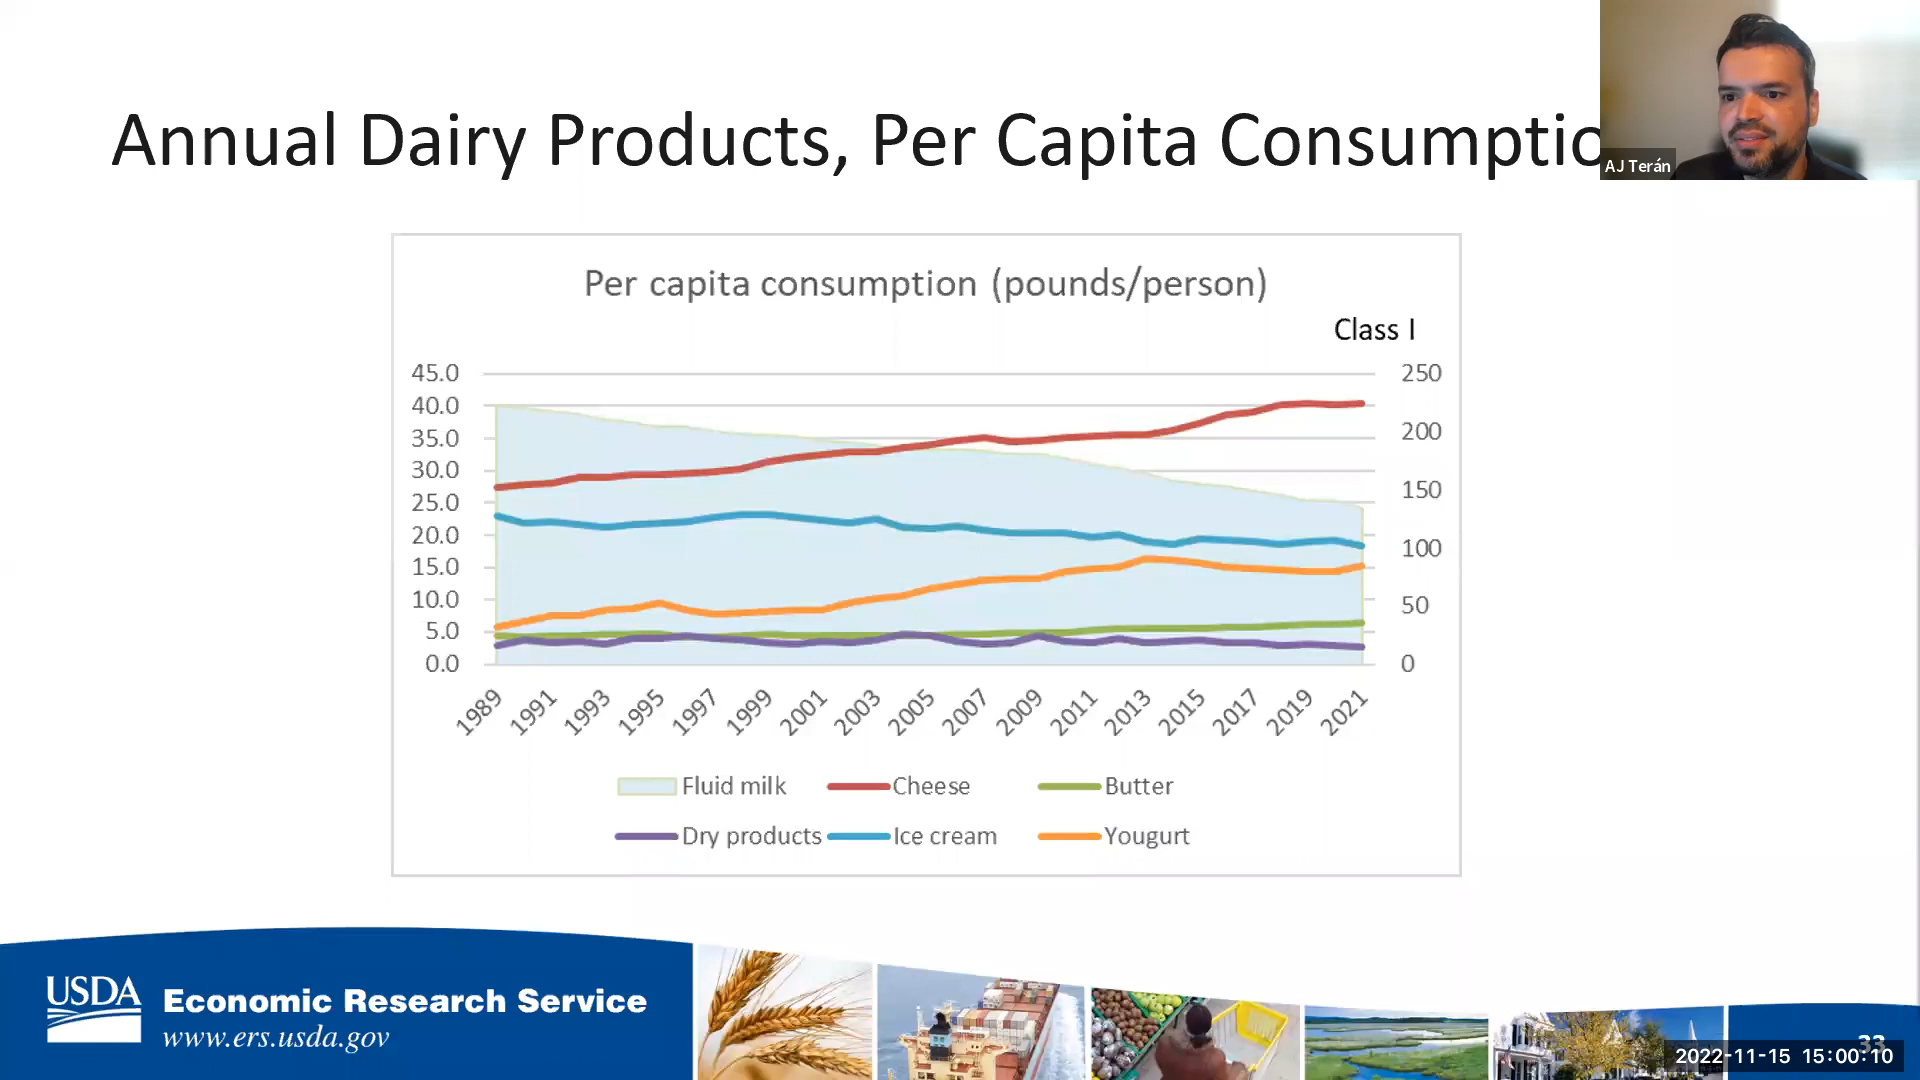 Annual Dairy Products, Per Capita Consumptio
AJ Terán
Per capita consumption (pounds/person)
Class I
45.0
40.0
35.0
30.0
25.0
20.0
15.0
10.0
5.0
0.0
250
200
150
100
50
0
1989 1991 1993 1995 1997 1999 2001 2003 2005 2007 2009 2011 2013 2015 2017 2019 2021
Fluid milk Cheese Butter
Dry products Ice cream Yougurt
USDA Economic Research Service
www.ers.usda.gov
33
2022-11-15 15:00:10